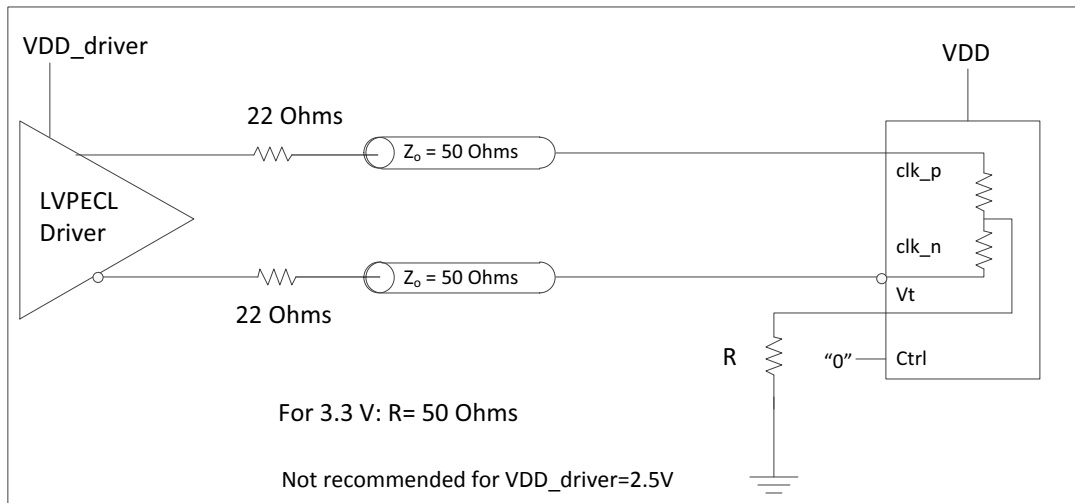 VDD_driver
VDD
22 Ohms
Zo = 50 Ohms
clk_p
LVPECL
Driver
clk_n
Zo = 50 Ohms
Vt
22 Ohms
R
“0”
Ctrl
For 3.3 V: R= 50 Ohms
Not recommended for VDD_driver=2.5V